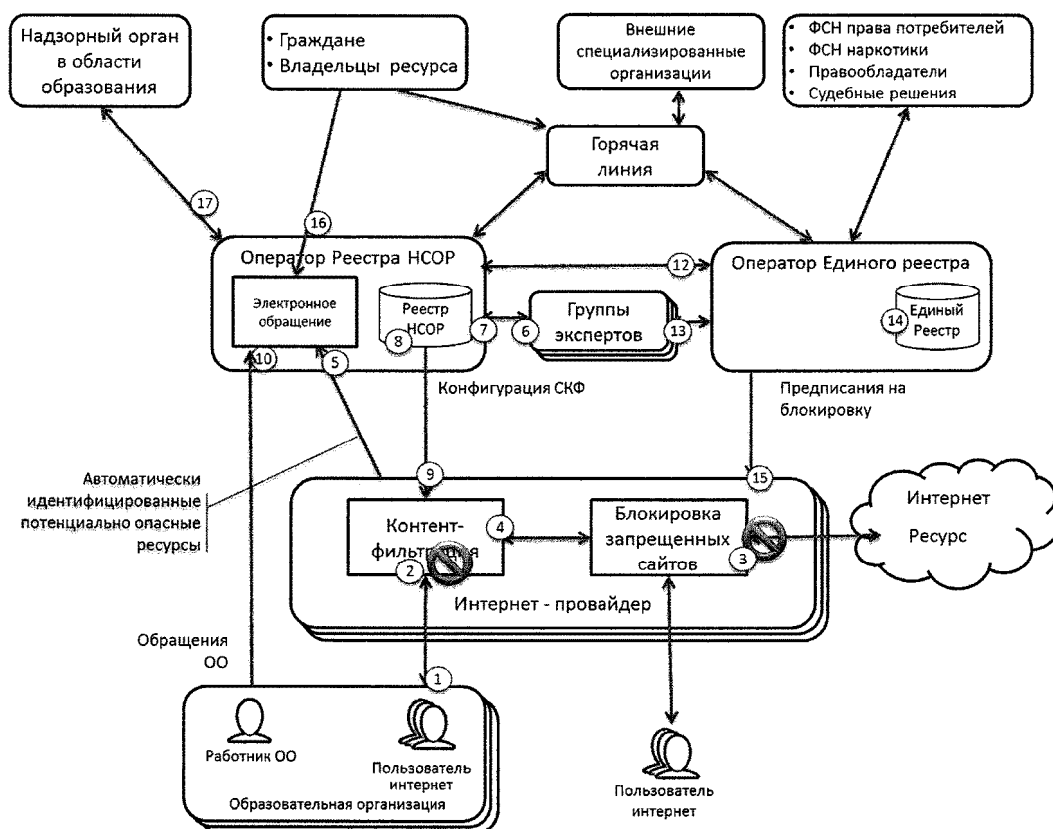 Надзорный орган
в области
образования
• Граждане
• Владельцы ресурса
Внешние
специализированные
организации
• ФСН права потребителей
• ФСН наркотики
• Правообладатели
• Судебные решения
Горячая
линия
17
16
Оператор Реестра НСОР
12
Оператор Единого реестра
Электронное
обращение
Реестр
НСОР
8
7
6
Группы
экспертов
13
14
Единый
Реестр
10
5
Конфигурация СКФ
Предписания на
блокировку
Автоматически
идентифицированные
потенциально опасные
ресурсы
9
15
Контент-
фильтрация
2
4
Блокировка
запрещенных
сайтов
3
Интернет
Ресурс
Интернет - провайдер
Обращения
ОО
1
Работник ОО
Пользователь
интернет
Образовательная организация
Пользователь
интернет